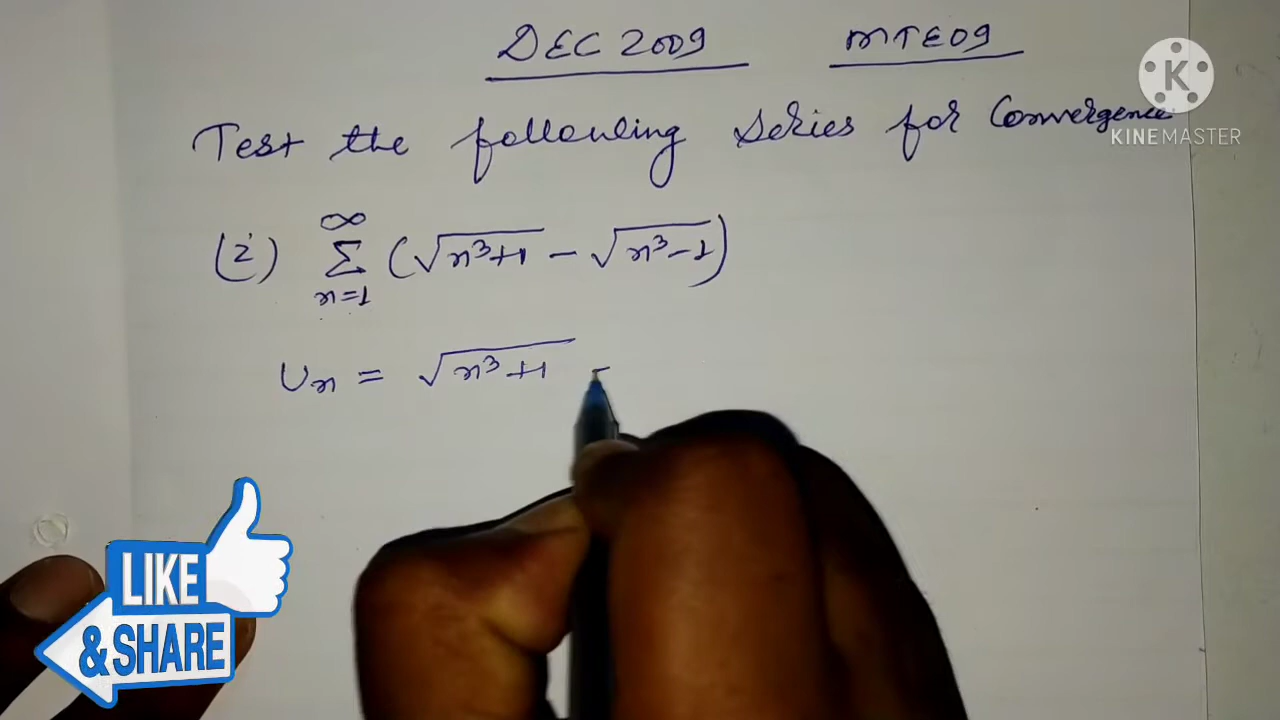 DEC 2009 MTE09
K
KINEMASTER
Test the following series for Convergence
(i) ∞∑n=1 (√n³+1 − √n³−1)
Un = √n³+1 −
LIKE
& SHARE